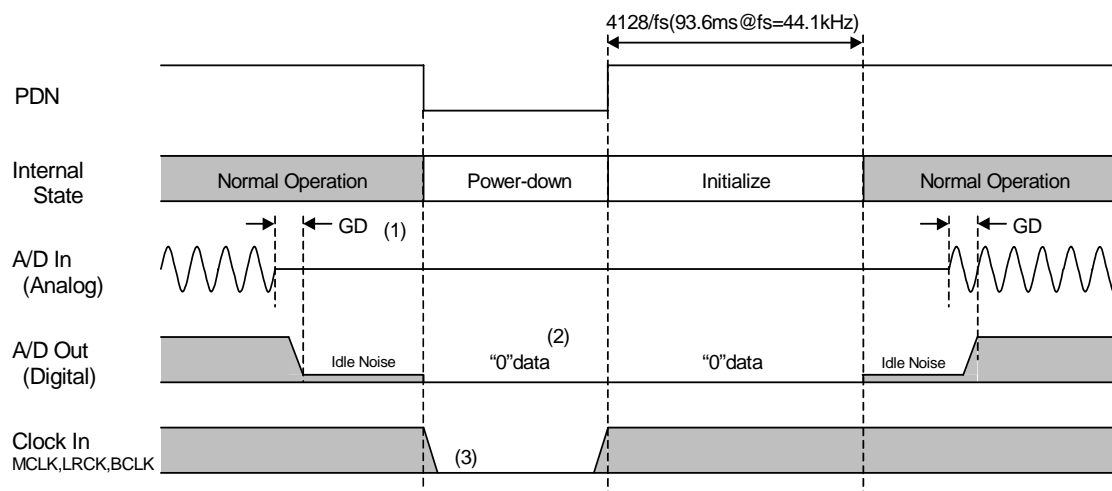 4128/fs(93.6ms@fs=44.1kHz)
PDN
Internal
State
Normal Operation
Power-down
Initialize
Normal Operation
GD
(1)
GD
A/D In
(Analog)
A/D Out
(Digital)
Idle Noise
(2)
“0”data
“0”data
Idle Noise
Clock In
MCLK,LRCK,BCLK
(3)